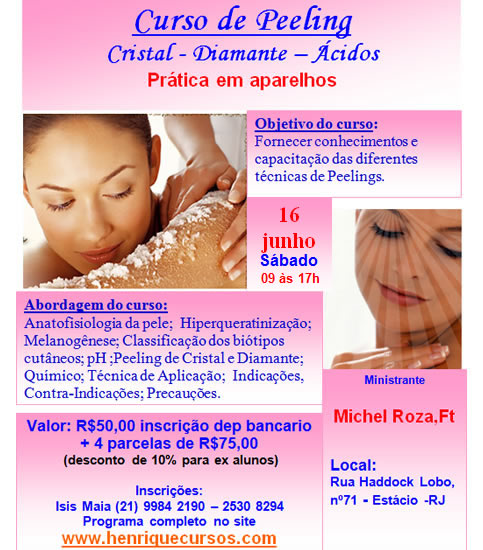 Curso de Peeling
Cristal - Diamante – Ácidos
Prática em aparelhos
Objetivo do curso:
Fornecer conhecimentos e
capacitação das diferentes
técnicas de Peelings.
16
junho
Sábado
09 às 17h
Abordagem do curso:
Anatofisiologia da pele; Hiperqueratinização;
Melanogênese; Classificação dos biótipos
cutâneos; pH ;Peeling de Cristal e Diamante;
Químico; Técnica de Aplicação; Indicações,
Contra-Indicações; Precauções.
Ministrante
Michel Roza,Ft
Local:
Rua Haddock Lobo,
nº71 - Estácio -RJ
Valor: R$50,00 inscrição dep bancario
+ 4 parcelas de R$75,00
(desconto de 10% para ex alunos)
Inscrições:
Isis Maia (21) 9984 2190 – 2530 8294
Programa completo no site
www.henriquecursos.com